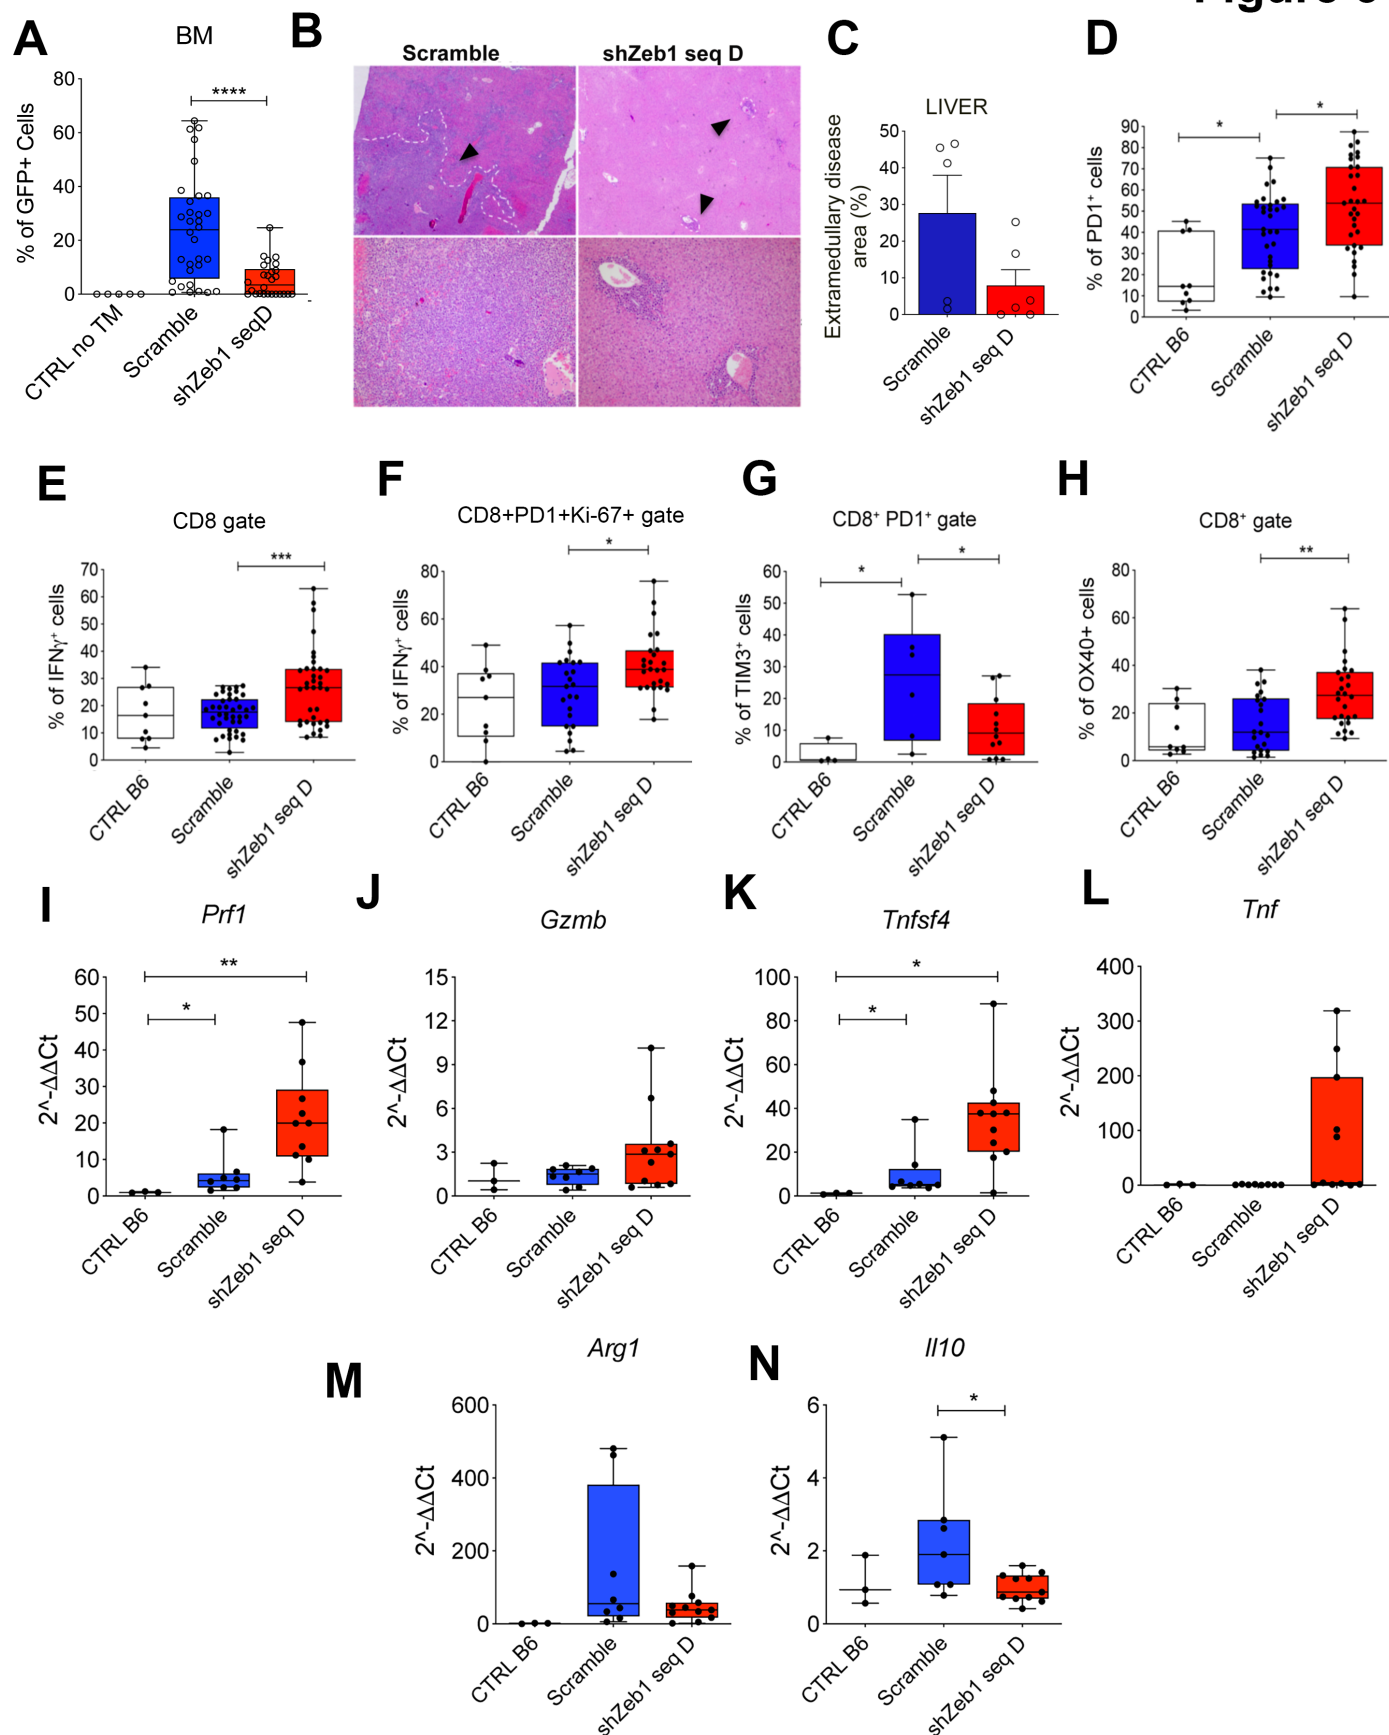 A
BM
% of GFP+ Cells
80
60
40
20
0
****
CTRL no TM
Scramble
shZeb1 seqD
B
Scramble
shZeb1 seq D
C
LIVER
Extramedullary disease
area (%)
50
40
30
20
10
0
Scramble
shZeb1 seq D
D
% of PD1+ cells
90
80
70
60
50
40
30
20
10
0
*
*
CTRL B6
Scramble
shZeb1 seq D
E
CD8 gate
% of IFNγ+ cells
70
60
50
40
30
20
10
0
***
CTRL B6
Scramble
shZeb1 seq D
F
CD8+PD1+Ki-67+ gate
% of IFNγ+ cells
80
60
40
20
0
*
CTRL B6
Scramble
shZeb1 seq D
G
CD8+ PD1+ gate
% of TIM3+ cells
60
50
40
30
20
10
0
*
*
CTRL B6
Scramble
shZeb1 seq D
H
CD8+ gate
% of OX40+ cells
80
60
40
20
0
**
CTRL B6
Scramble
shZeb1 seq D
I
Prf1
2^-ΔΔCt
60
50
40
30
20
10
0
**
*
CTRL B6
Scramble
shZeb1 seq D
J
Gzmb
2^-ΔΔCt
15
12
9
6
3
0
CTRL B6
Scramble
shZeb1 seq D
K
Tnfsf4
2^-ΔΔCt
100
80
60
40
20
0
*
*
CTRL B6
Scramble
shZeb1 seq D
L
Tnf
2^-ΔΔCt
400
300
200
100
0
CTRL B6
Scramble
shZeb1 seq D
M
Arg1
2^-ΔΔCt
600
400
200
0
CTRL B6
Scramble
shZeb1 seq D
N
Il10
2^-ΔΔCt
6
4
2
0
*
CTRL B6
Scramble
shZeb1 seq D